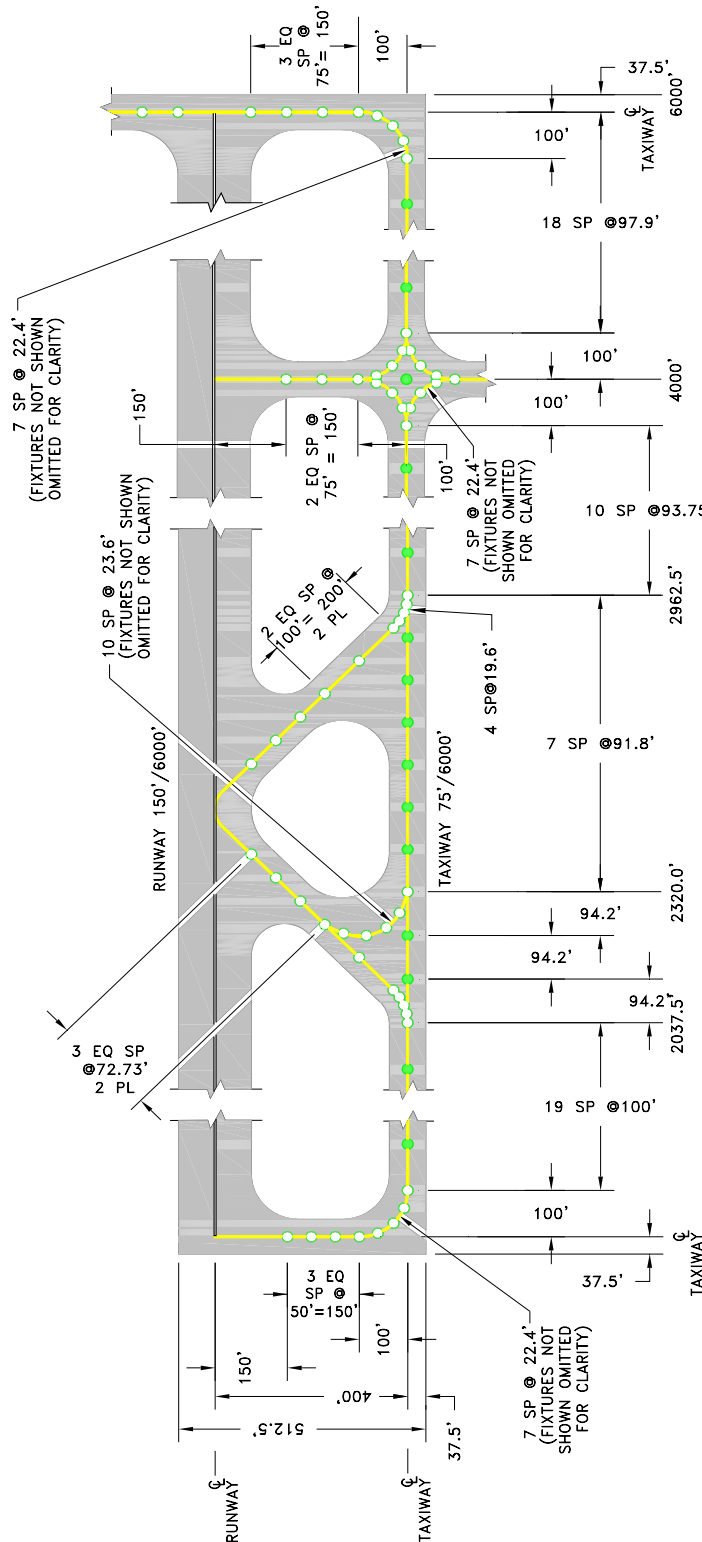 3 EQ
SP @
75'= 150'
100'
37.5'
6000'
℄
TAXIWAY
100'
18 SP @97.9'
7 SP @ 22.4'
(FIXTURES NOT SHOWN
OMITTED FOR CLARITY)
100'
4000'
100'
150'
2 EQ SP @
75' = 150'
100'
7 SP @ 22.4'
(FIXTURES NOT
SHOWN OMITTED
FOR CLARITY)
10 SP @93.75
10 SP @ 23.6'
(FIXTURES NOT SHOWN
OMITTED FOR CLARITY)
2 EQ SP @
100'= 200'
2 PL
2962.5'
4 SP@19.6'
7 SP @91.8'
RUNWAY 150'/6000'
TAXIWAY 75'/6000'
2320.0'
94.2'
94.2'
94.2'
2037.5'
3 EQ SP
@72.73'
2 PL
19 SP @100'
100'
℄
TAXIWAY
37.5'
3 EQ
SP @
50'=150'
150'
100'
400'
512.5'
37.5'
7 SP @ 22.4'
(FIXTURES NOT
SHOWN OMITTED
FOR CLARITY)
℄
RUNWAY
℄
TAXIWAY